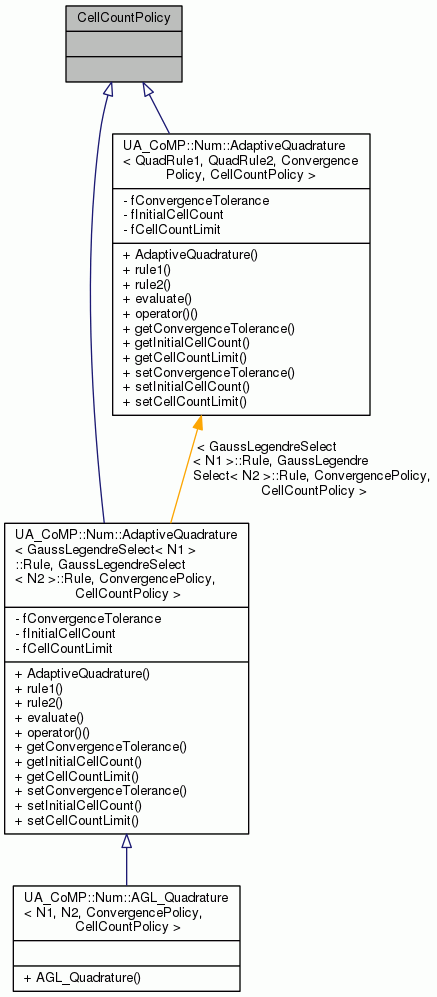 CellCountPolicy
UA_CoMP::Num::AdaptiveQuadrature
< QuadRule1, QuadRule2, Convergence
Policy, CellCountPolicy >
- fConvergenceTolerance
- fInitialCellCount
- fCellCountLimit
+ AdaptiveQuadrature()
+ rule1()
+ rule2()
+ evaluate()
+ operator()()
+ getConvergenceTolerance()
+ getInitialCellCount()
+ getCellCountLimit()
+ setConvergenceTolerance()
+ setInitialCellCount()
+ setCellCountLimit()
< GaussLegendreSelect
< N1 >::Rule, GaussLegendre
Select< N2 >::Rule, ConvergencePolicy,
CellCountPolicy >
UA_CoMP::Num::AdaptiveQuadrature
< GaussLegendreSelect< N1 >
::Rule, GaussLegendreSelect
< N2 >::Rule, ConvergencePolicy,
CellCountPolicy >
- fConvergenceTolerance
- fInitialCellCount
- fCellCountLimit
+ AdaptiveQuadrature()
+ rule1()
+ rule2()
+ evaluate()
+ operator()()
+ getConvergenceTolerance()
+ getInitialCellCount()
+ getCellCountLimit()
+ setConvergenceTolerance()
+ setInitialCellCount()
+ setCellCountLimit()
UA_CoMP::Num::AGL_Quadrature
< N1, N2, ConvergencePolicy,
CellCountPolicy >
+ AGL_Quadrature()